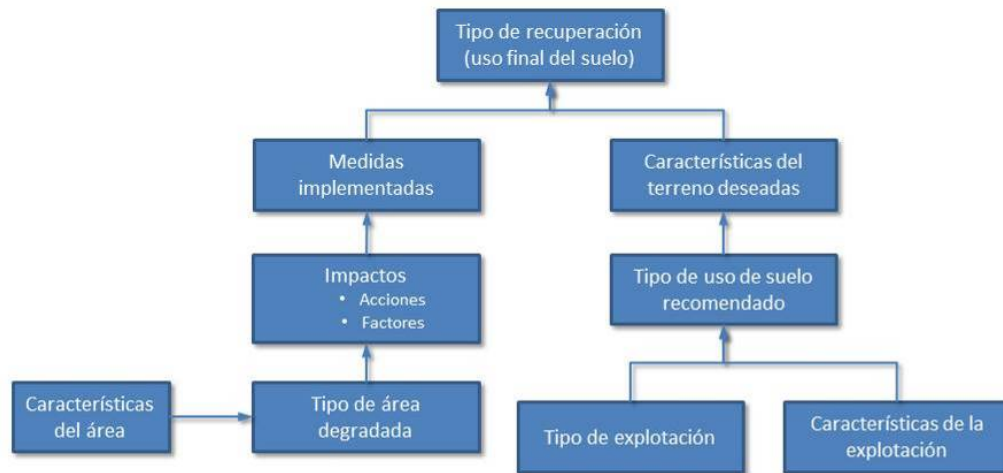 Tipo de recuperación
(uso final del suelo)
Medidas
implementadas
Características del
terreno deseadas
Impactos
• Acciones
• Factores
Tipo de uso de suelo
recomendado
Características
del área
Tipo de área
degradada
Tipo de explotación
Características de la
explotación